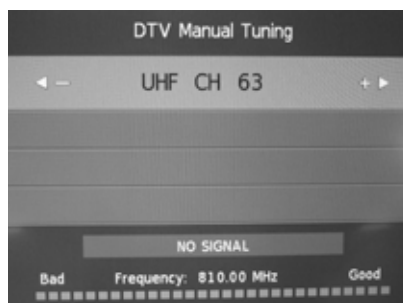 DTV Manual Tuning
◄ – UHF CH 63 + ►
NO SIGNAL
Bad Frequency: 810.00 MHz Good